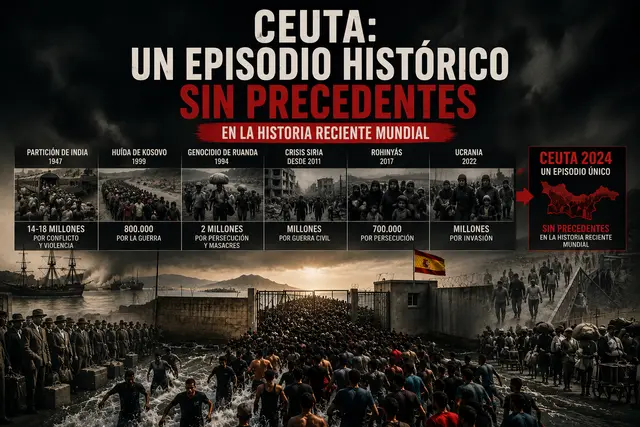 CEUTA:
UN EPISODIO HISTÓRICO
SIN PRECEDENTES
EN LA HISTORIA RECIENTE MUNDIAL
PARTICIÓN DE INDIA
1947
14-18 MILLONES
POR CONFLICTO
Y VIOLENCIA
HUÍDA DE KOSOVO
1999
800.000
POR LA GUERRA
GENOCIDIO DE RUANDA
1994
2 MILLONES
POR PERSECUCIÓN
Y MASACRES
CRISIS SIRIA
DESDE 2011
MILLONES
POR GUERRA CIVIL
ROHINYÁS
2017
700.000
POR PERSECUCIÓN
UCRANIA
2022
MILLONES
POR INVASIÓN
CEUTA 2024
UN EPISODIO ÚNICO
SIN PRECEDENTES
EN LA HISTORIA RECIENTE
MUNDIAL